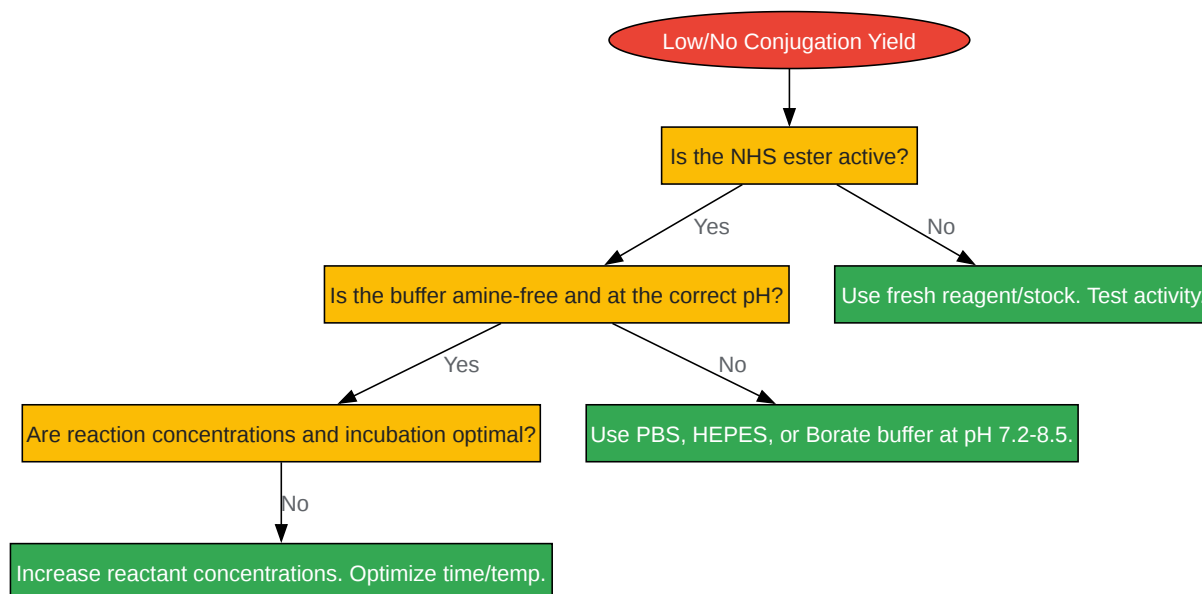 Low/No Conjugation Yield
Is the NHS ester active?
Yes
No
Is the buffer amine-free and at the correct pH?
Use fresh reagent/stock. Test activity.
Yes
No
Are reaction concentrations and incubation optimal?
Use PBS, HEPES, or Borate buffer at pH 7.2-8.5.
No
Increase reactant concentrations. Optimize time/temp.